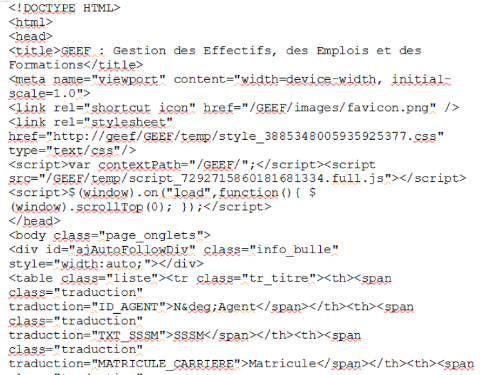 <!DOCTYPE HTML>
<html>
<head>
<title>GEEF : Gestion des Effectifs, des Emplois et des
Formations</title>
<meta name="viewport" content="width=device-width, initial-
scale=1.0">
<link rel="shortcut icon" href="/GEEF/images/favicon.png" />
<link rel="stylesheet"
href="http://geef/GEEF/temp/style_3885348005935925377.css"
type="text/css"/>
<script>var contextPath="/GEEF/";</script><script
src="/GEEF/temp/script_7292715860181681334.full.js"></script>
<script>$(window).on("load",function(){ $
(window).scrollTop(0); });</script>
</head>
<body class="page_onglets">
<div id="ajAutoFollowDiv" class="info_bulle"
style="width:auto;"></div>
<table class="liste"><tr class="tr_titre"><th><span
class="traduction"
traduction="ID_AGENT">N&deg;Agent</span></th><th><span
class="traduction"
traduction="TXT_SSSM">SSSM</span></th><th><span
class="traduction"
traduction="MATRICULE_CARRIERE">Matricule</span></th><th><span